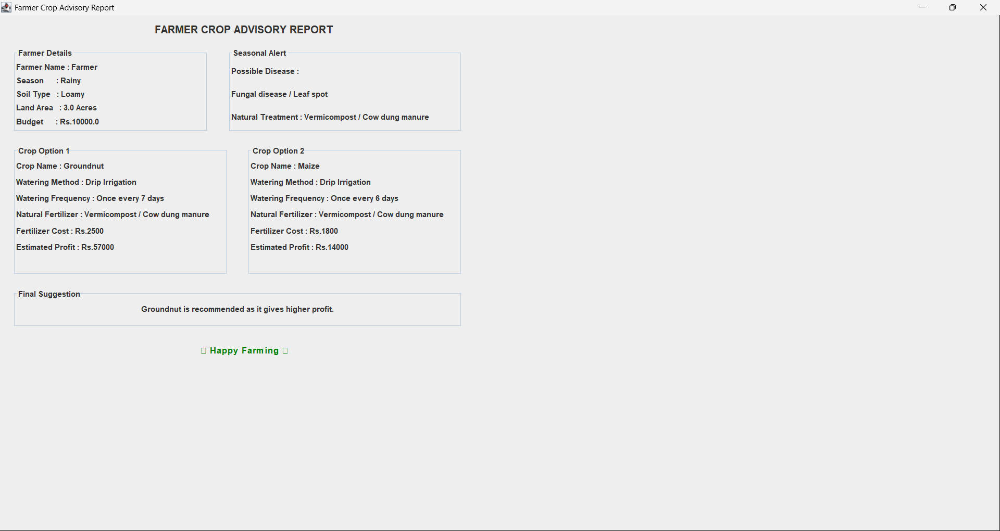 Farmer Crop Advisory Report
FARMER CROP ADVISORY REPORT
Farmer Details
Farmer Name : Farmer
Season : Rainy
Soil Type : Loamy
Land Area : 3.0 Acres
Budget : Rs.10000.0
Seasonal Alert
Possible Disease :
Fungal disease / Leaf spot
Natural Treatment : Vermicompost / Cow dung manure
Crop Option 1
Crop Name : Groundnut
Watering Method : Drip Irrigation
Watering Frequency : Once every 7 days
Natural Fertilizer : Vermicompost / Cow dung manure
Fertilizer Cost : Rs.2500
Estimated Profit : Rs.57000
Crop Option 2
Crop Name : Maize
Watering Method : Drip Irrigation
Watering Frequency : Once every 6 days
Natural Fertilizer : Vermicompost / Cow dung manure
Fertilizer Cost : Rs.1800
Estimated Profit : Rs.14000
Final Suggestion
Groundnut is recommended as it gives higher profit.
Happy Farming